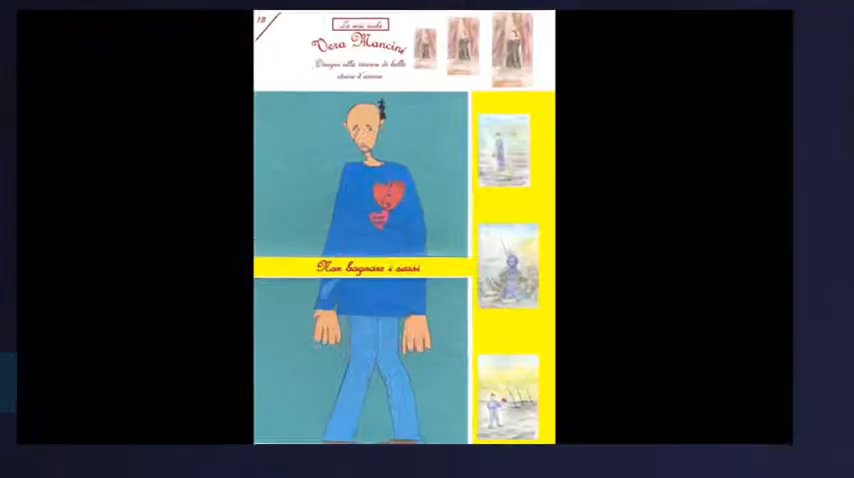 18
La mia isola
Vera Mancini
Disegni alla ricerca di belle
storie d'amore
Non bagnare i sassi